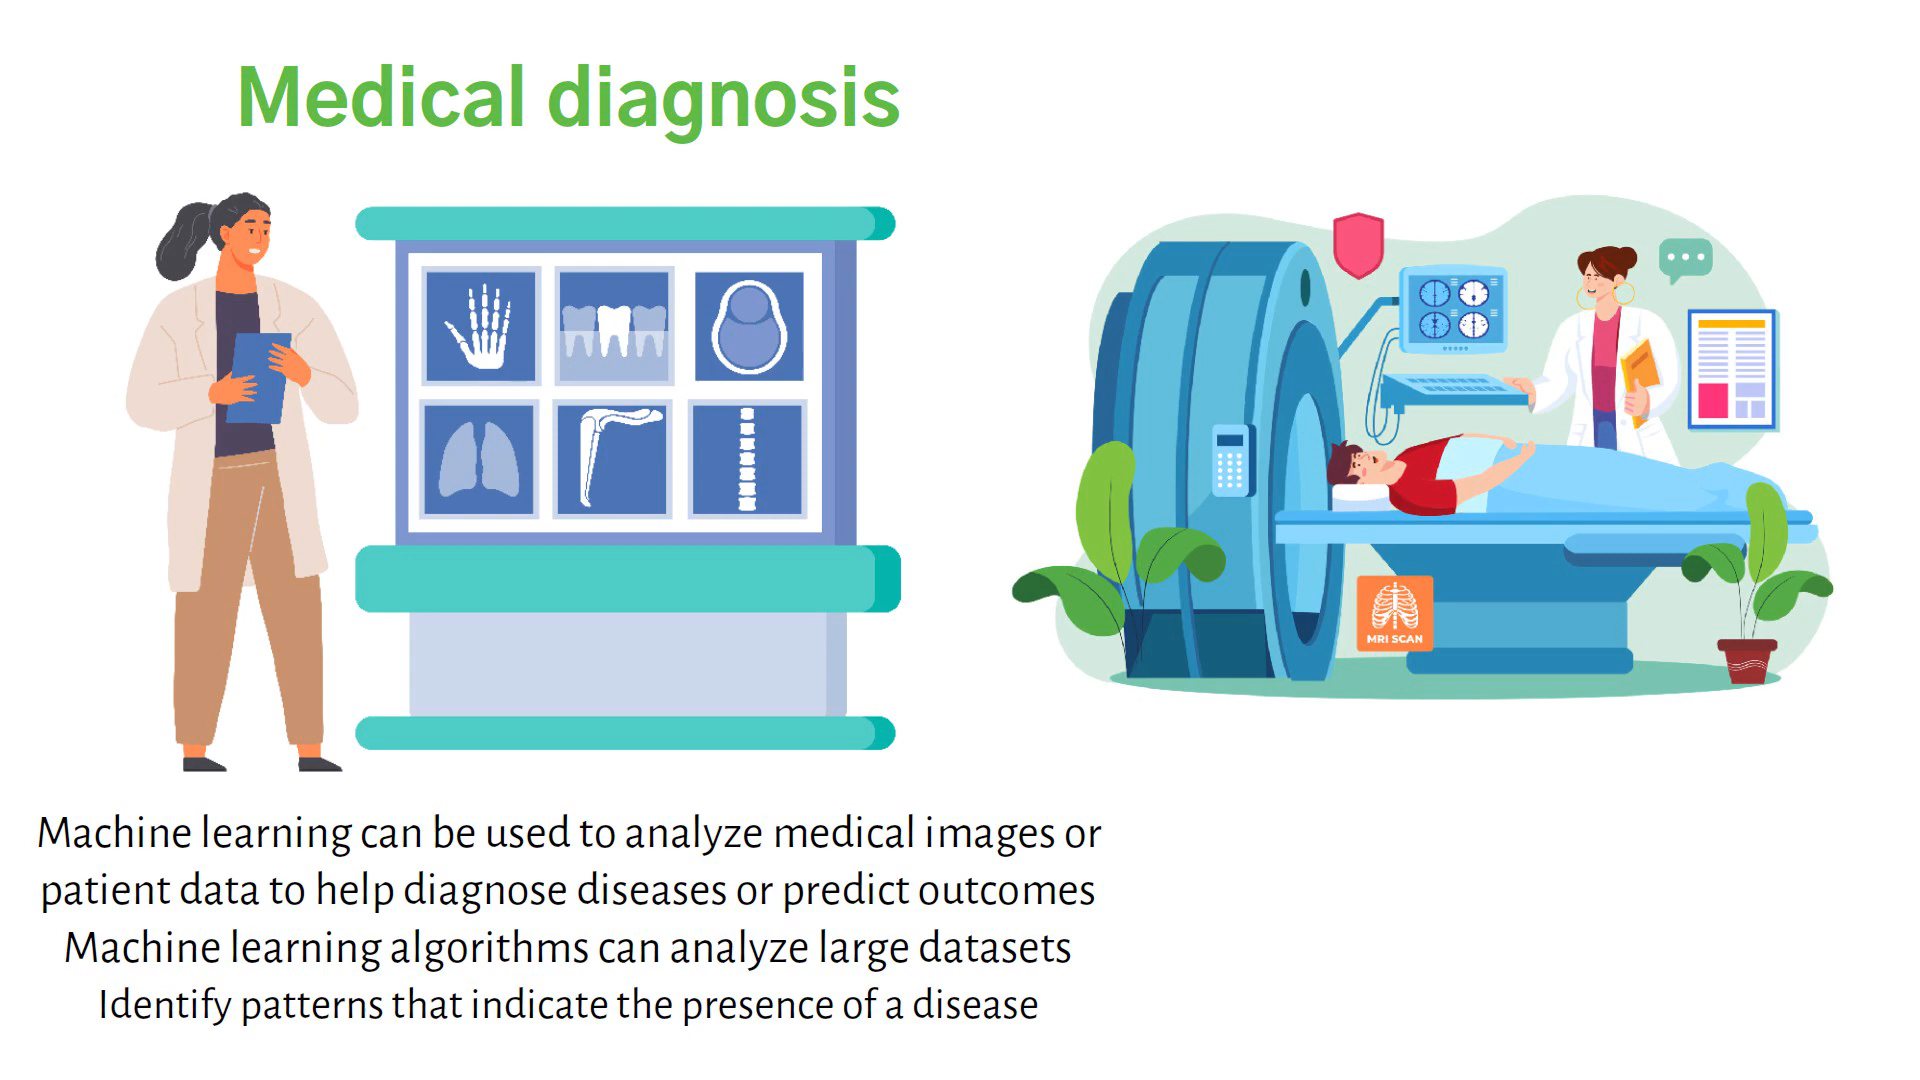 Medical diagnosis
MRI SCAN
Machine learning can be used to analyze medical images or
patient data to help diagnose diseases or predict outcomes
Machine learning algorithms can analyze large datasets
Identify patterns that indicate the presence of a disease